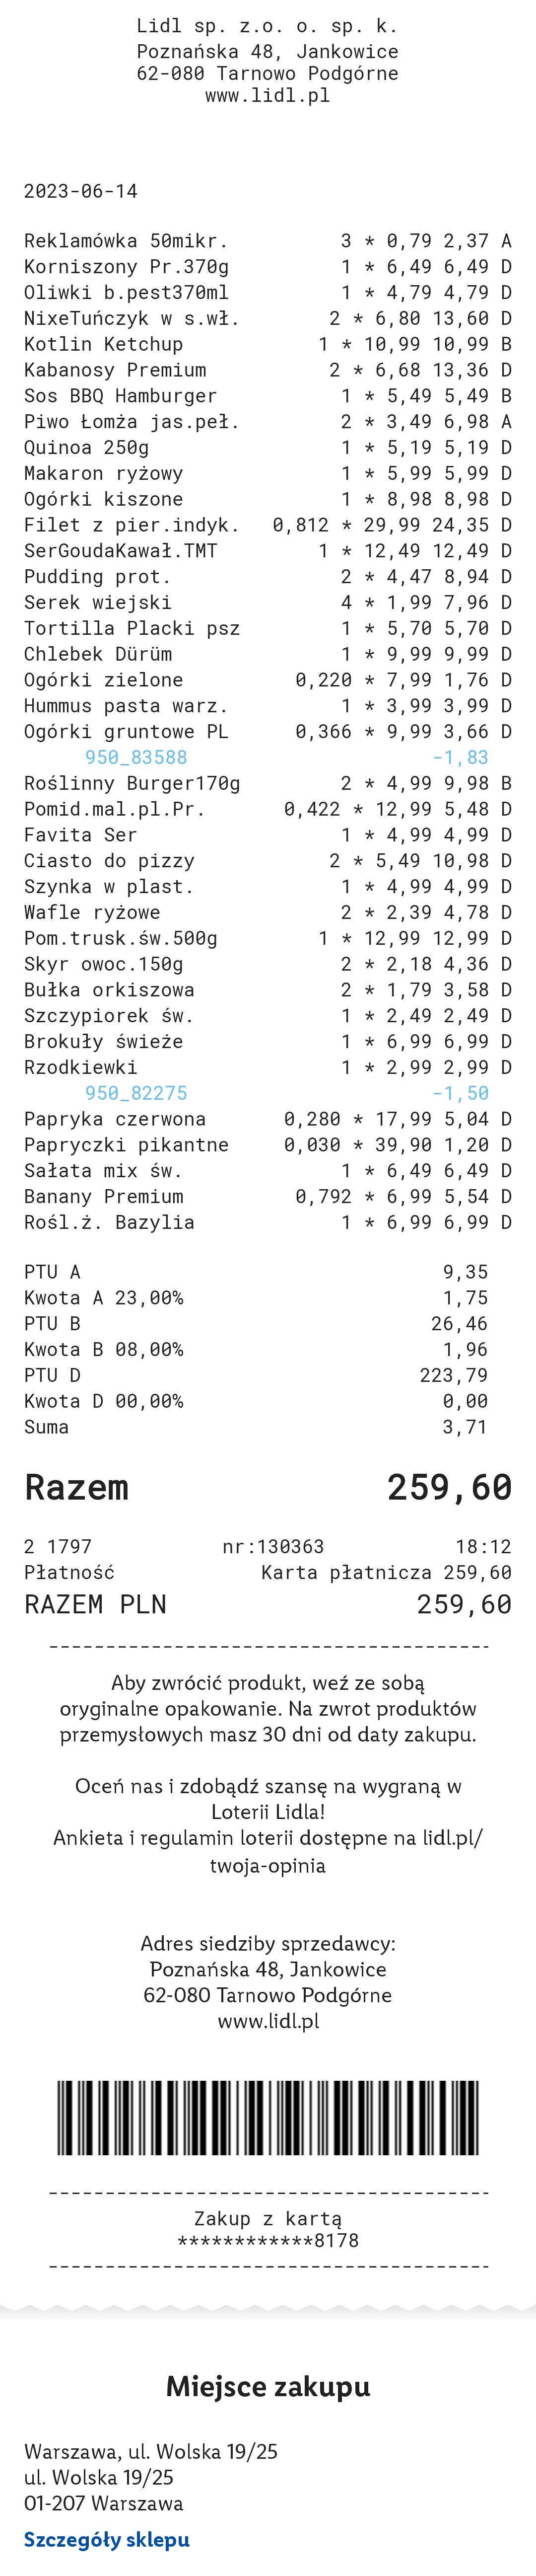 Lidl sp. z.o. o. sp. k.
Poznańska 48, Jankowice
62-080 Tarnowo Podgórne
www.lidl.pl
2023-06-14
Reklamówka 50mikr. 3 * 0,79 2,37 A
Korniszony Pr.370g 1 * 6,49 6,49 D
Oliwki b.pest370ml 1 * 4,79 4,79 D
NixeTuńczyk w s.wł. 2 * 6,80 13,60 D
Kotlin Ketchup 1 * 10,99 10,99 B
Kabanosy Premium 2 * 6,68 13,36 D
Sos BBQ Hamburger 1 * 5,49 5,49 B
Piwo Łomża jas.peł. 2 * 3,49 6,98 A
Quinoa 250g 1 * 5,19 5,19 D
Makaron ryżowy 1 * 5,99 5,99 D
Ogórki kiszone 1 * 8,98 8,98 D
Filet z pier.indyk. 0,812 * 29,99 24,35 D
SerGoudaKawał.TMT 1 * 12,49 12,49 D
Pudding prot. 2 * 4,47 8,94 D
Serek wiejski 4 * 1,99 7,96 D
Tortilla Placki psz 1 * 5,70 5,70 D
Chlebek Dürüm 1 * 9,99 9,99 D
Ogórki zielone 0,220 * 7,99 1,76 D
Hummus pasta warz. 1 * 3,99 3,99 D
Ogórki gruntowe PL 0,366 * 9,99 3,66 D
950_83588 -1,83
Roślinny Burger170g 2 * 4,99 9,98 B
Pomid.mal.pl.Pr. 0,422 * 12,99 5,48 D
Favita Ser 1 * 4,99 4,99 D
Ciasto do pizzy 2 * 5,49 10,98 D
Szynka w plast. 1 * 4,99 4,99 D
Wafle ryżowe 2 * 2,39 4,78 D
Pom.trusk.św.500g 1 * 12,99 12,99 D
Skyr owoc.150g 2 * 2,18 4,36 D
Bułka orkiszowa 2 * 1,79 3,58 D
Szczypiorek św. 1 * 2,49 2,49 D
Brokuły świeże 1 * 6,99 6,99 D
Rzodkiewki 1 * 2,99 2,99 D
950_82275 -1,50
Papryka czerwona 0,280 * 17,99 5,04 D
Papryczki pikantne 0,030 * 39,90 1,20 D
Sałata mix św. 1 * 6,49 6,49 D
Banany Premium 0,792 * 6,99 5,54 D
Rośl.ż. Bazylia 1 * 6,99 6,99 D
PTU A 9,35
Kwota A 23,00% 1,75
PTU B 26,46
Kwota B 08,00% 1,96
PTU D 223,79
Kwota D 00,00% 0,00
Suma 3,71
Razem 259,60
2 1797 nr:130363 18:12
Płatność Karta płatnicza 259,60
RAZEM PLN 259,60
Aby zwrócić produkt, weź ze sobą
oryginalne opakowanie. Na zwrot produktów
przemysłowych masz 30 dni od daty zakupu.
Oceń nas i zdobądź szansę na wygraną w
Loterii Lidla!
Ankieta i regulamin loterii dostępne na lidl.pl/
twoja-opinia
Adres siedziby sprzedawcy:
Poznańska 48, Jankowice
62-080 Tarnowo Podgórne
www.lidl.pl
Zakup z kartą
************8178
Miejsce zakupu
Warszawa, ul. Wolska 19/25
ul. Wolska 19/25
01-207 Warszawa
Szczegóły sklepu